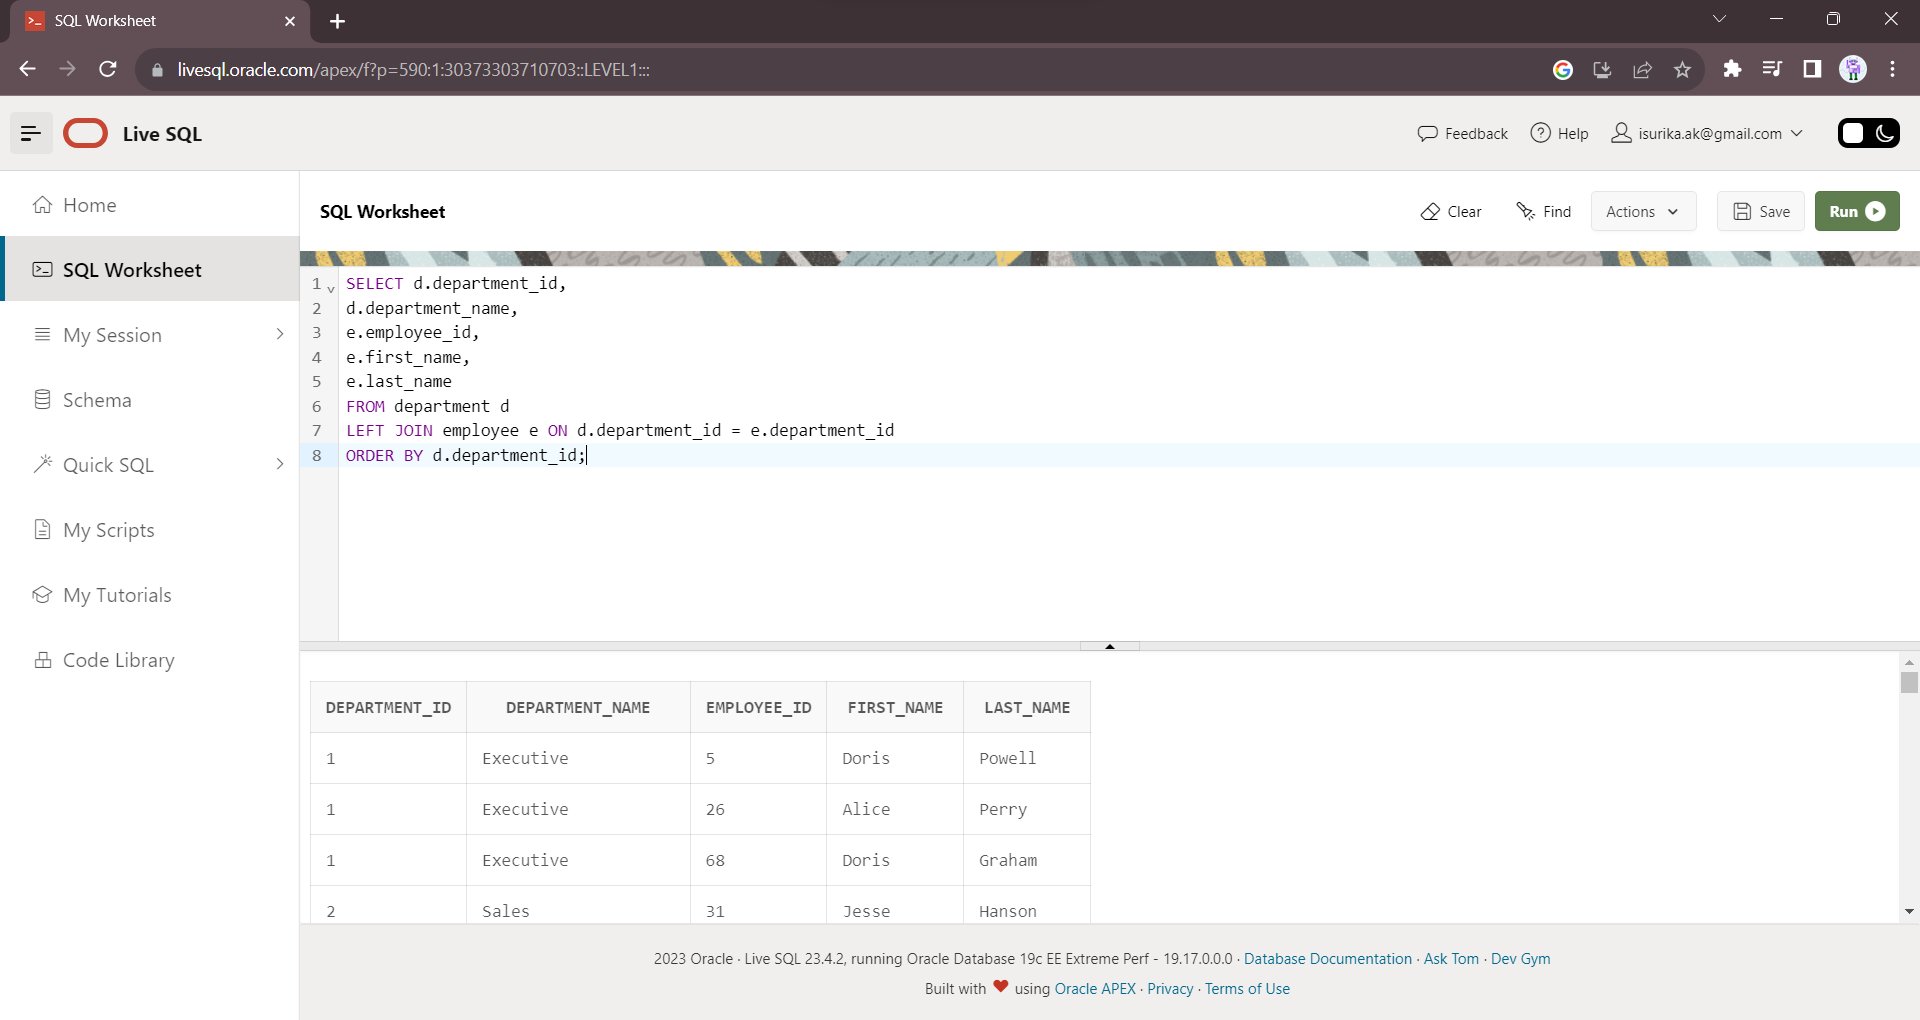 SQL Worksheet
livesql.oracle.com/apex/f?p=590:1:30373303710703::LEVEL1:::
Live SQL
Feedback
Help
isurika.ak@gmail.com
Home
SQL Worksheet
My Session
Schema
Quick SQL
My Scripts
My Tutorials
Code Library
SQL Worksheet
Clear
Find
Actions
Save
Run
1 SELECT d.department_id,
2 d.department_name,
3 e.employee_id,
4 e.first_name,
5 e.last_name
6 FROM department d
7 LEFT JOIN employee e ON d.department_id = e.department_id
8 ORDER BY d.department_id;
DEPARTMENT_ID DEPARTMENT_NAME EMPLOYEE_ID FIRST_NAME LAST_NAME
1 Executive 5 Doris Powell
1 Executive 26 Alice Perry
1 Executive 68 Doris Graham
2 Sales 31 Jesse Hanson
2023 Oracle · Live SQL 23.4.2, running Oracle Database 19c EE Extreme Perf - 19.17.0.0.0 · Database Documentation · Ask Tom · Dev Gym
Built with ❤ using Oracle APEX · Privacy · Terms of Use